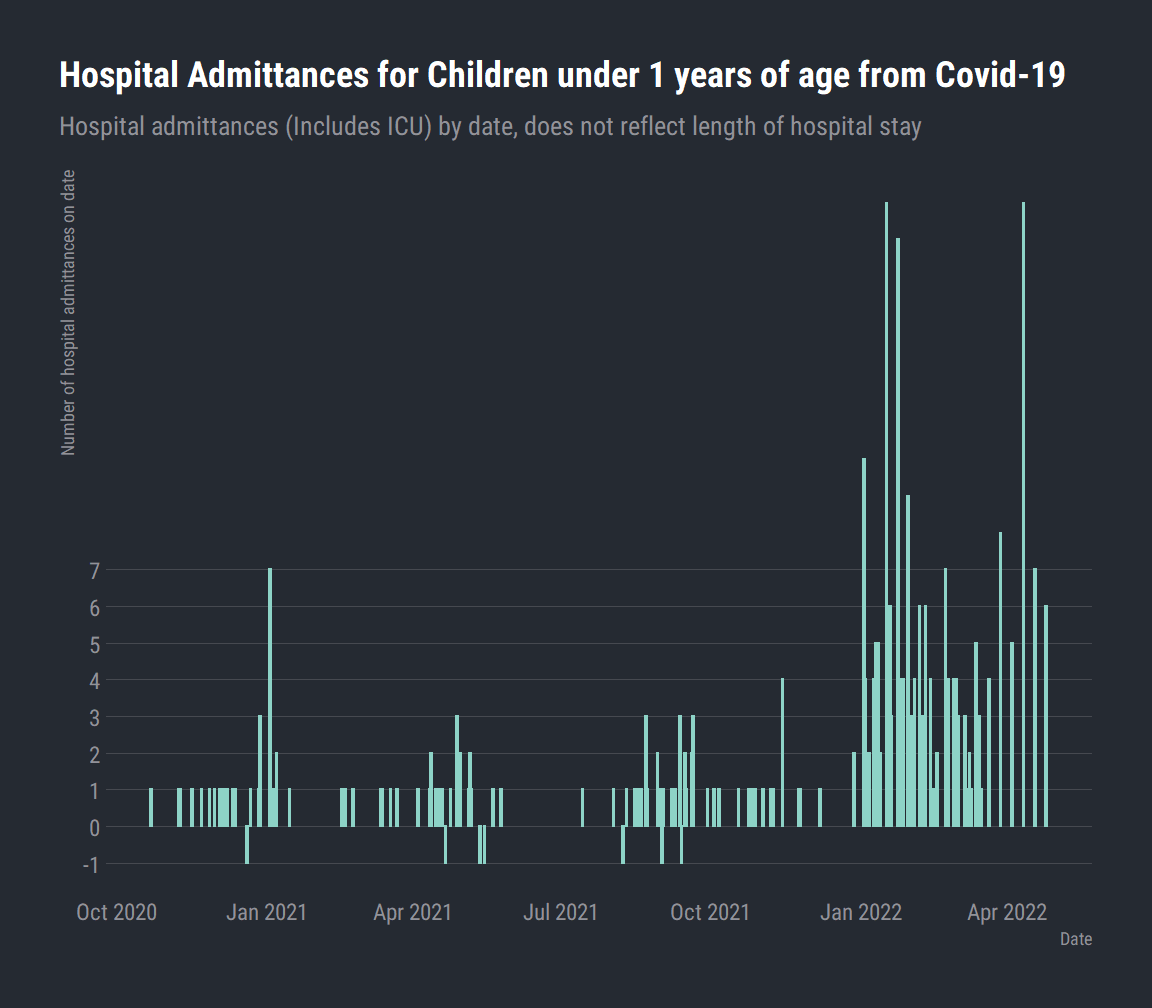 Hospital Admittances for Children under 1 years of age from Covid-19
Hospital admittances (Includes ICU) by date, does not reflect length of hospital stay
Number of hospital admittances on date
7
6
5
4
3
2
1
0
-1
Oct 2020 Jan 2021 Apr 2021 Jul 2021 Oct 2021 Jan 2022 Apr 2022
Date